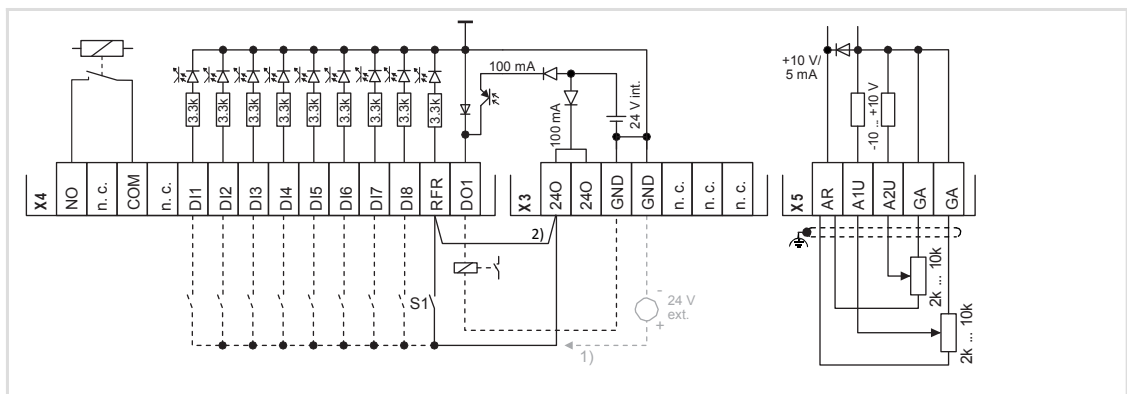 100 mA
100 mA
24 V int.
3.3k
3.3k
3.3k
3.3k
3.3k
3.3k
3.3k
3.3k
3.3k
X4
NO
n. c.
COM
n. c.
DI1
DI2
DI3
DI4
DI5
DI6
DI7
DI8
RFR
DO1
X3
24O
24O
GND
GND
n. c.
n. c.
n. c.
2)
S1
-
24 V
ext.
+
1)
+10 V/
5 mA
-10 ... +10 V
X5
AR
A1U
A2U
GA
GA
2k ... 10k
2k ... 10k